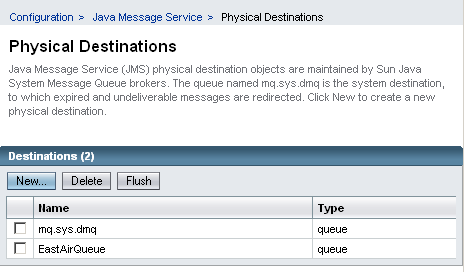 Configuration > Java Message Service > Physical Destinations
Physical Destinations
Java Message Service (JMS) physical destination objects are maintained by Sun Java
System Message Queue brokers. The queue named mq.sys.dmq is the system destination,
to which expired and undeliverable messages are redirected. Click New to create a new
physical destination.
Destinations (2)
New... Delete Flush
Name Type
mq.sys.dmq queue
EastAirQueue queue